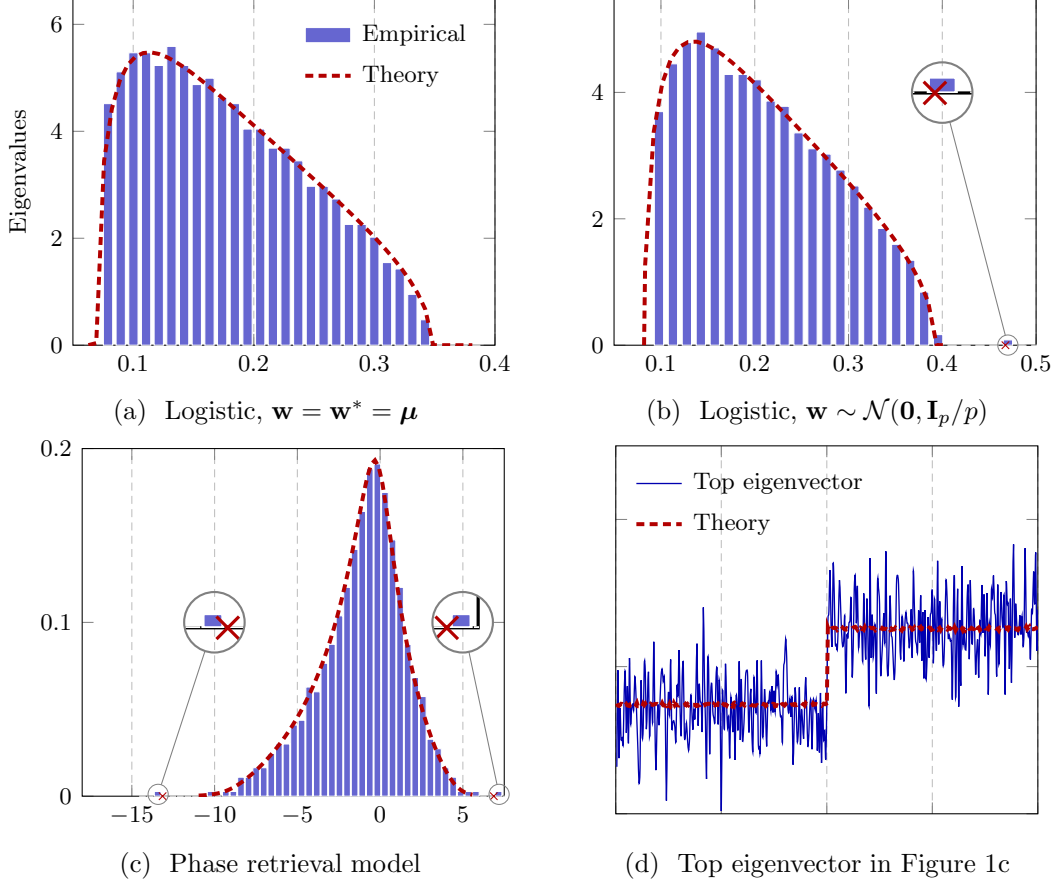 6
4
2
0
Eigenvalues
Empirical
Theory
0.1
0.2
0.3
0.4
(a) Logistic, w = w* = μ
4
2
0
0.1
0.2
0.3
0.4
0.5
(b) Logistic, w ∼ 𝒩(0, I_p/p)
0.2
0.1
0
−15
−10
−5
0
5
(c) Phase retrieval model
Top eigenvector
Theory
(d) Top eigenvector in Figure 1c